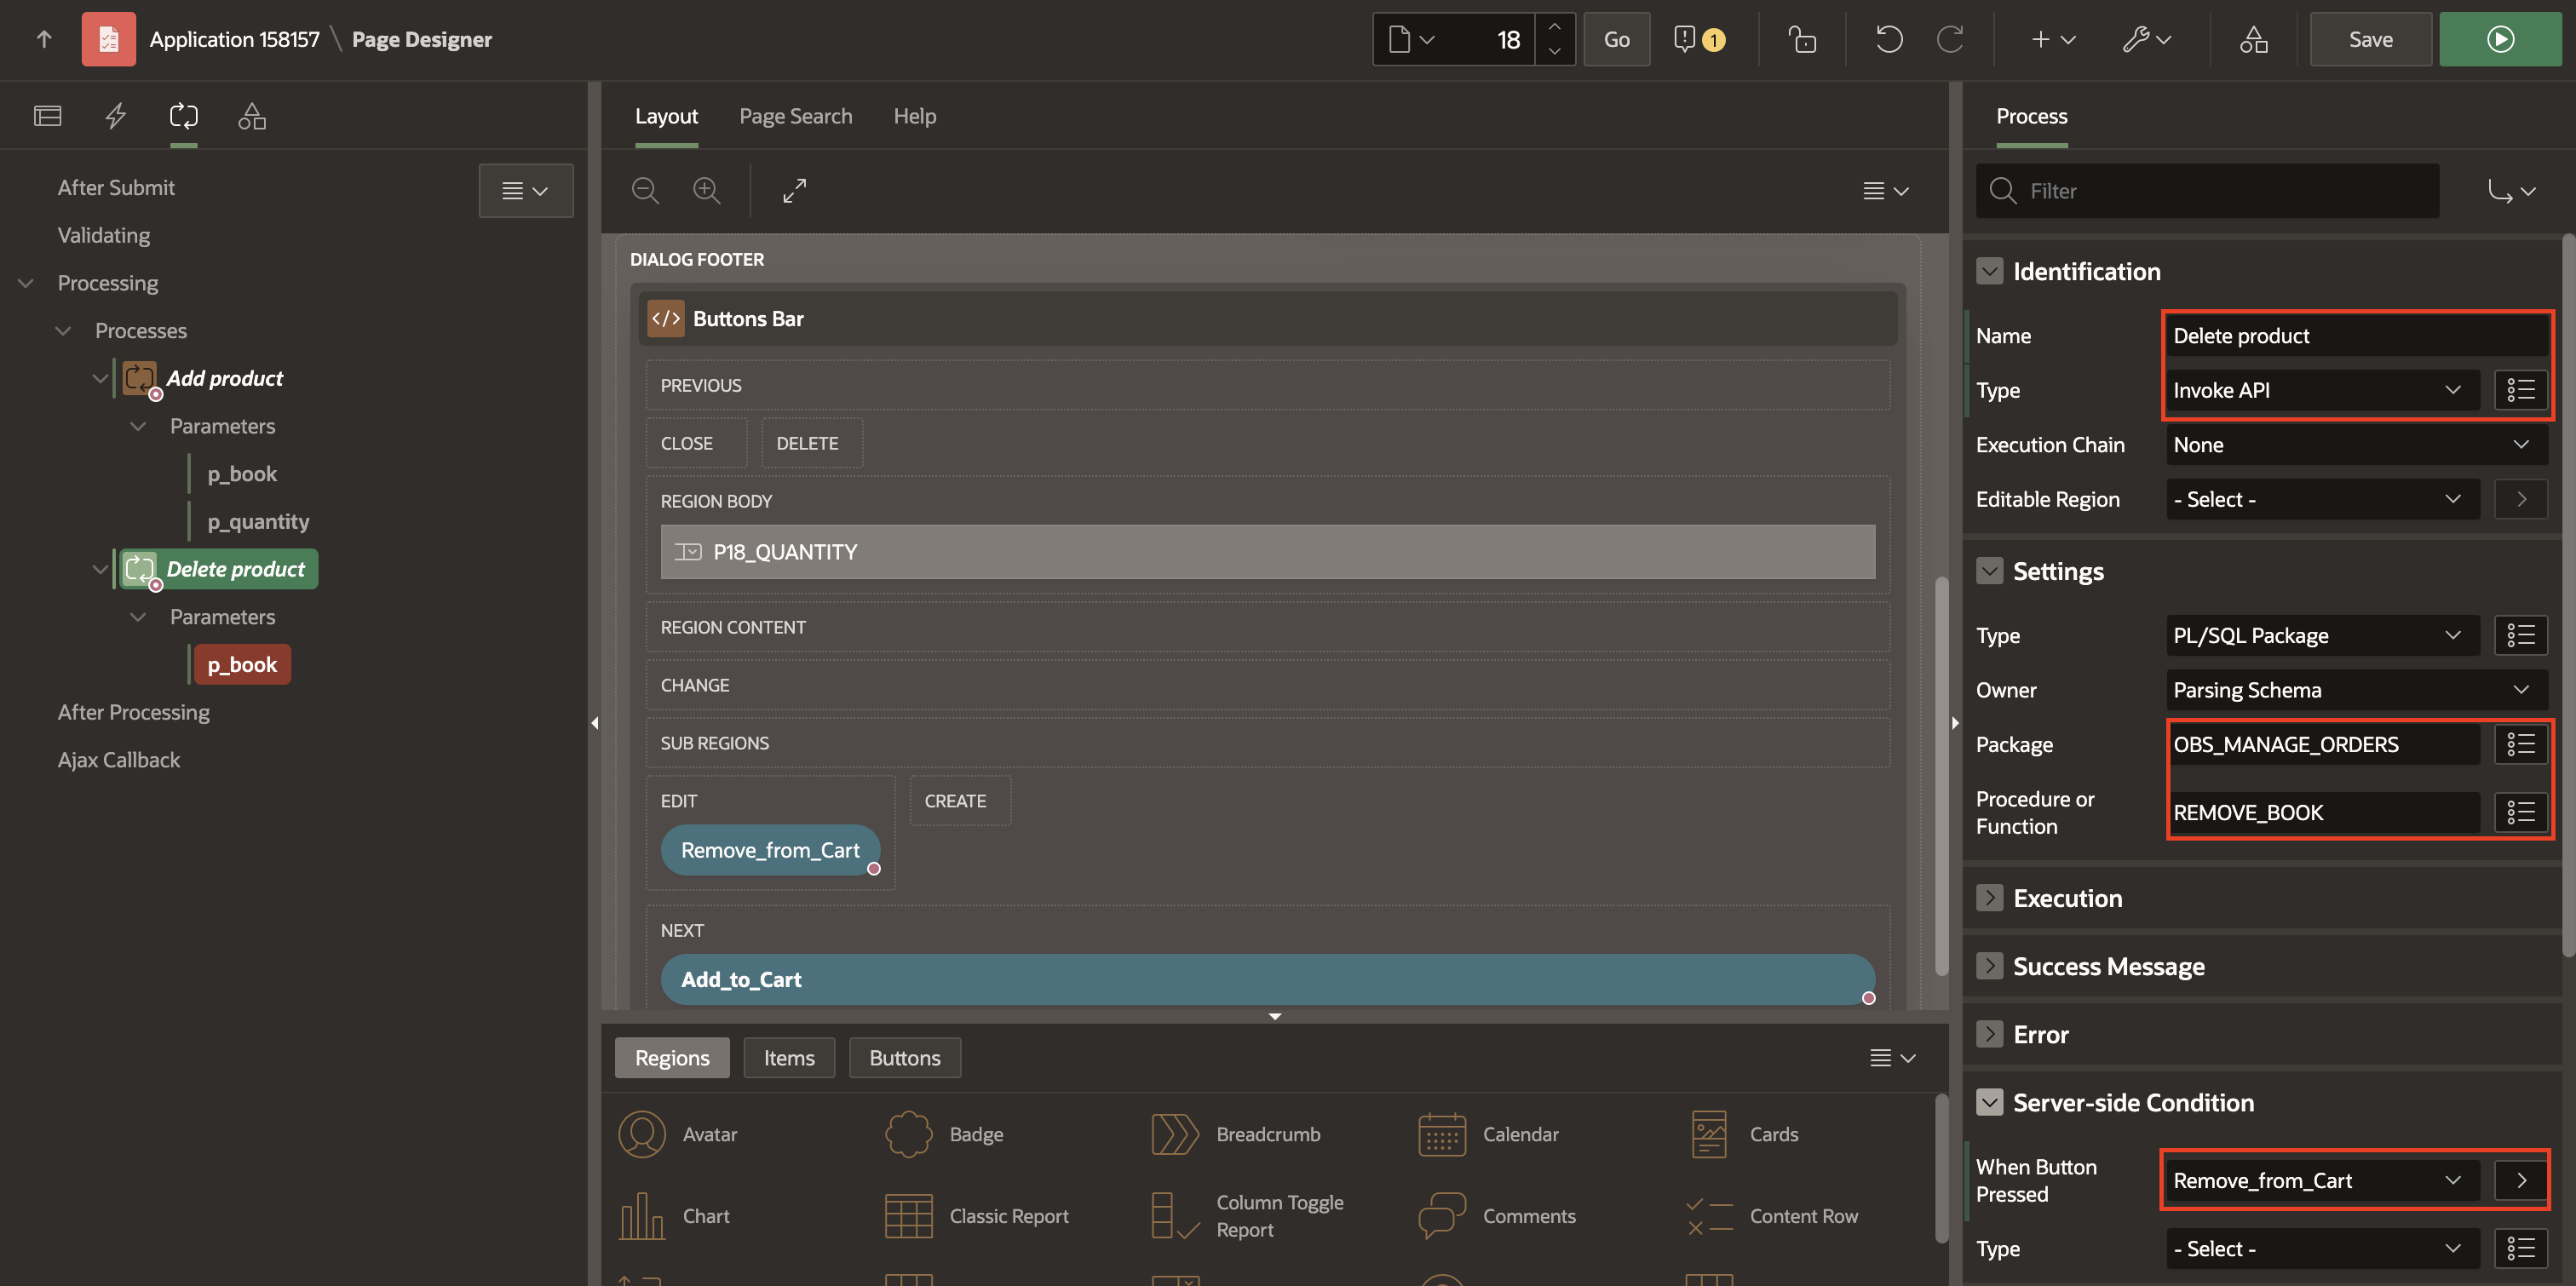 Application 158157 \ Page Designer
18
Go
1
Save
After Submit
Validating
Processing
Processes
Add product
Parameters
p_book
p_quantity
Delete product
Parameters
p_book
After Processing
Ajax Callback
Layout
Page Search
Help
DIALOG FOOTER
Buttons Bar
PREVIOUS
CLOSE
DELETE
REGION BODY
P18_QUANTITY
REGION CONTENT
CHANGE
SUB REGIONS
EDIT
CREATE
Remove_from_Cart
NEXT
Add_to_Cart
Regions
Items
Buttons
Avatar
Badge
Breadcrumb
Calendar
Cards
Chart
Classic Report
Column Toggle
Report
Comments
Content Row
Process
Filter
Identification
Name
Delete product
Type
Invoke API
Execution Chain
None
Editable Region
- Select -
Settings
Type
PL/SQL Package
Owner
Parsing Schema
Package
OBS_MANAGE_ORDERS
Procedure or
Function
REMOVE_BOOK
Execution
Success Message
Error
Server-side Condition
When Button
Pressed
Remove_from_Cart
Type
- Select -